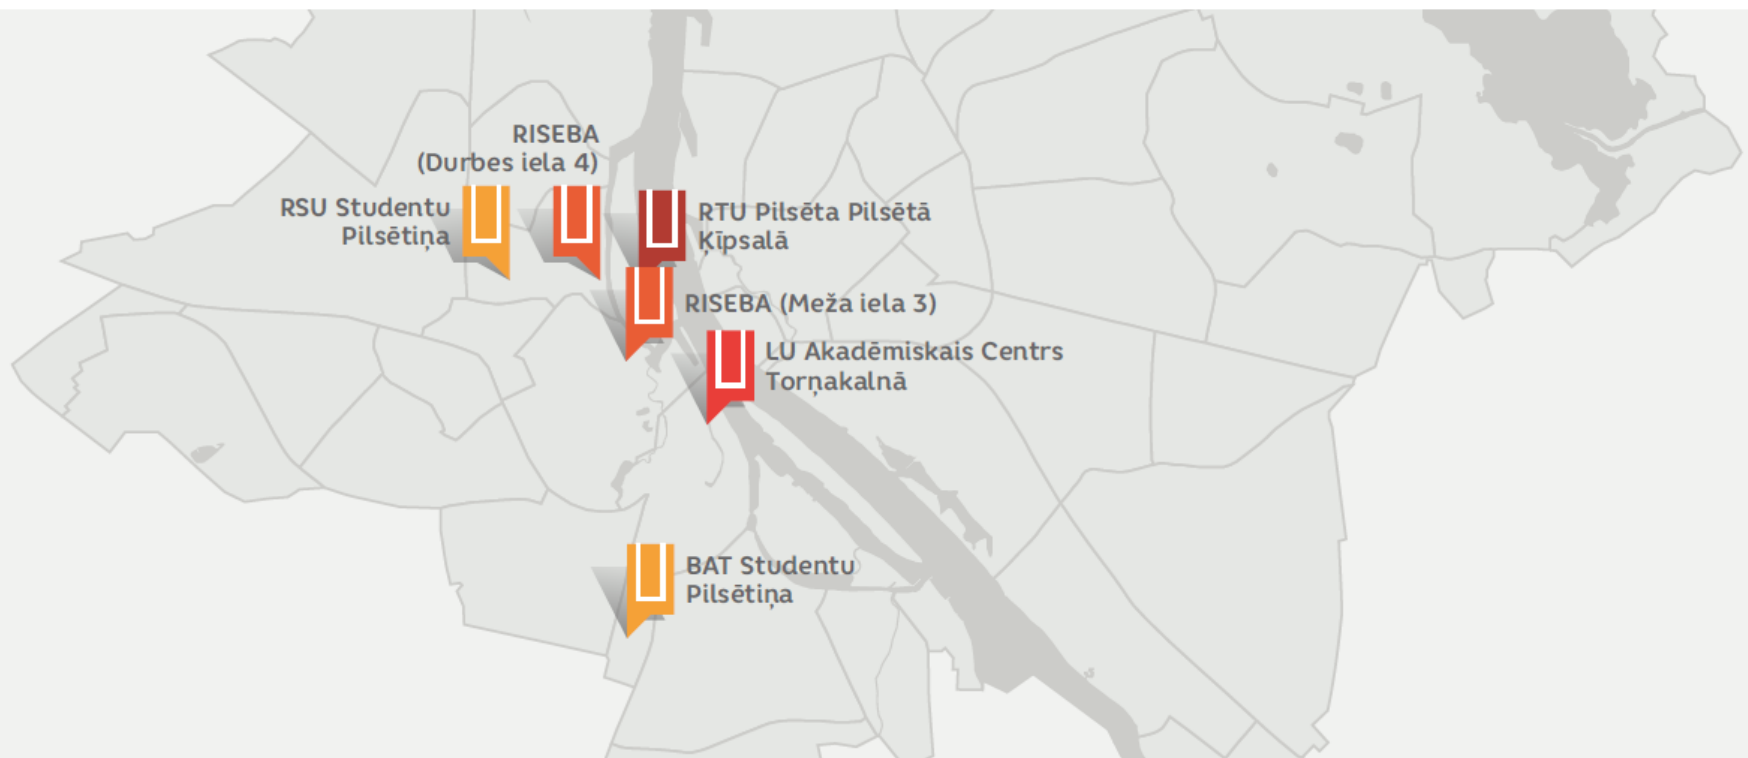 RISEBA
(Durbes iela 4)
RSU Studentu
Pilsētiņa
RTU Pilsēta Pilsētā
Ķīpsalā
RISEBA (Meža iela 3)
LU Akadēmiskais Centrs
Torņakalnā
BAT Studentu
Pilsētiņa